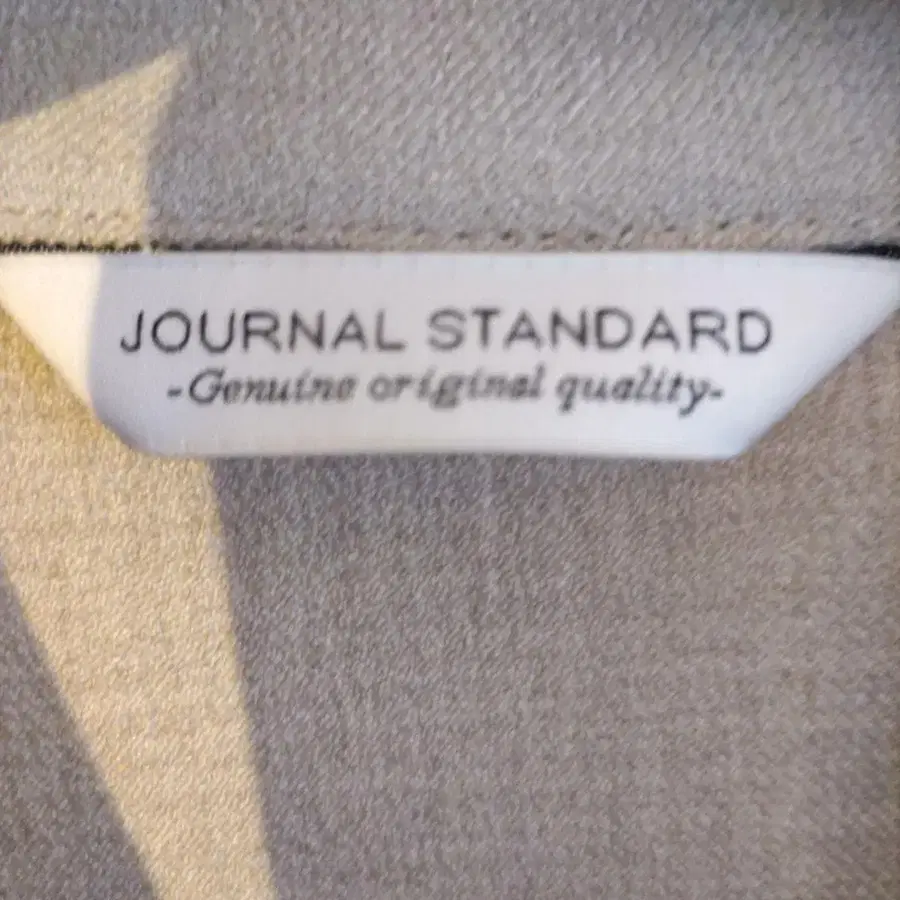 JOURNAL STANDARD
-Genuine original quality-